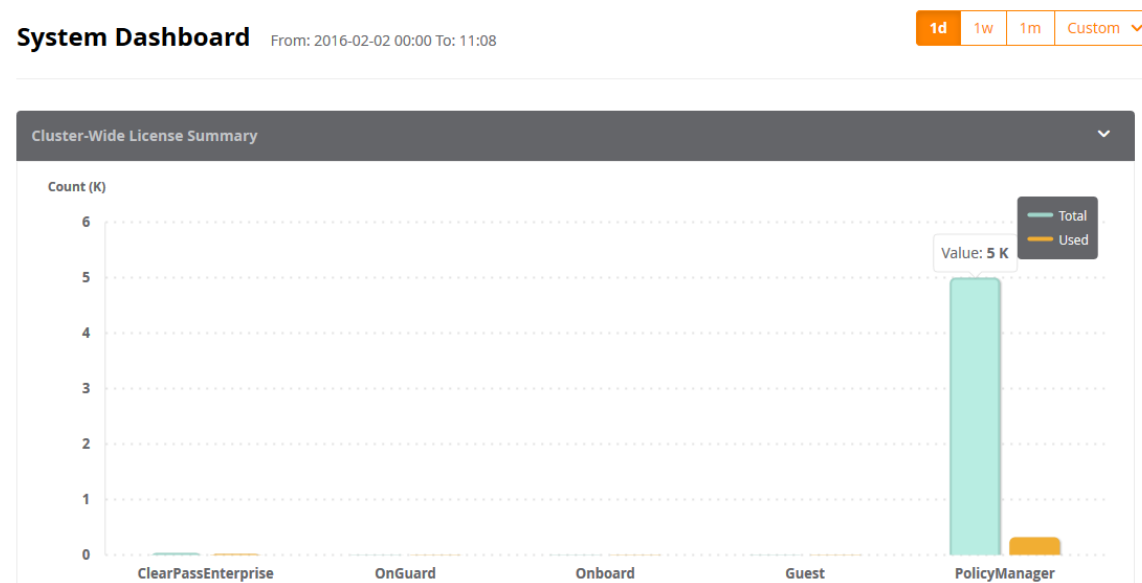 System Dashboard From: 2016-02-02 00:00 To: 11:08
1d 1w 1m Custom
Cluster-Wide License Summary
Count (K)
6
Total
Used
Value: 5 K
5
4
3
2
1
0
ClearPassEnterprise OnGuard Onboard Guest PolicyManager